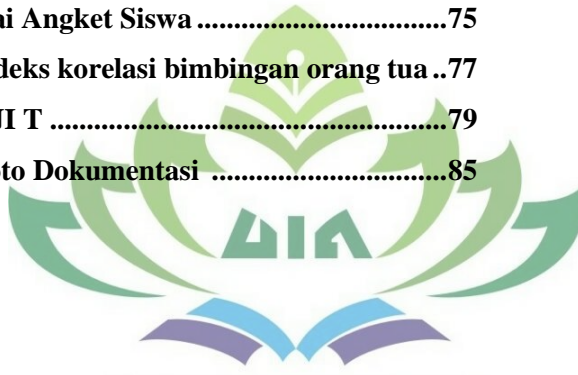 ai Angket Siswa ................................75
deks korelasi bimbingan orang tua ..77
JI T ...................................................79
oto Dokumentasi ..............................85
UIN